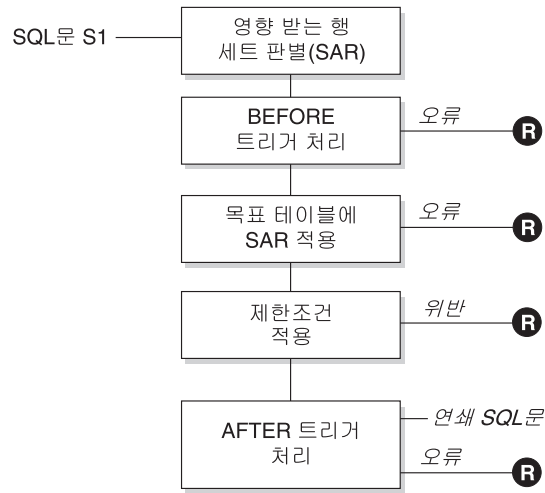 SQL문 S1
영향 받는 행
세트 판별(SAR)
BEFORE
트리거 처리
오류
R
목표 테이블에
SAR 적용
오류
R
제한조건
적용
위반
R
AFTER 트리거
처리
연쇄 SQL문
오류
R